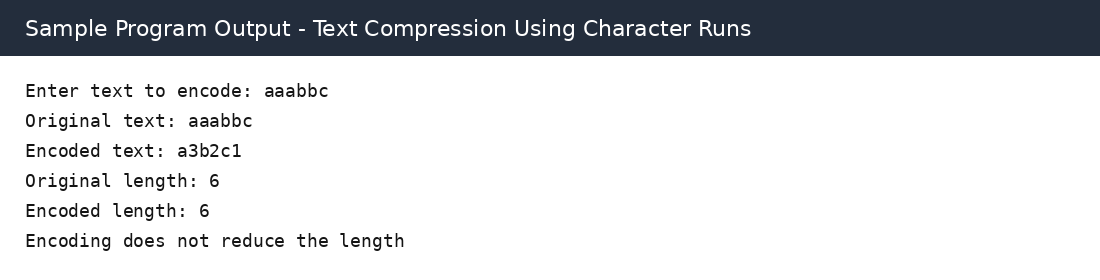 Sample Program Output - Text Compression Using Character Runs
Enter text to encode: aaabbc
Original text: aaabbc
Encoded text: a3b2c1
Original length: 6
Encoded length: 6
Encoding does not reduce the length